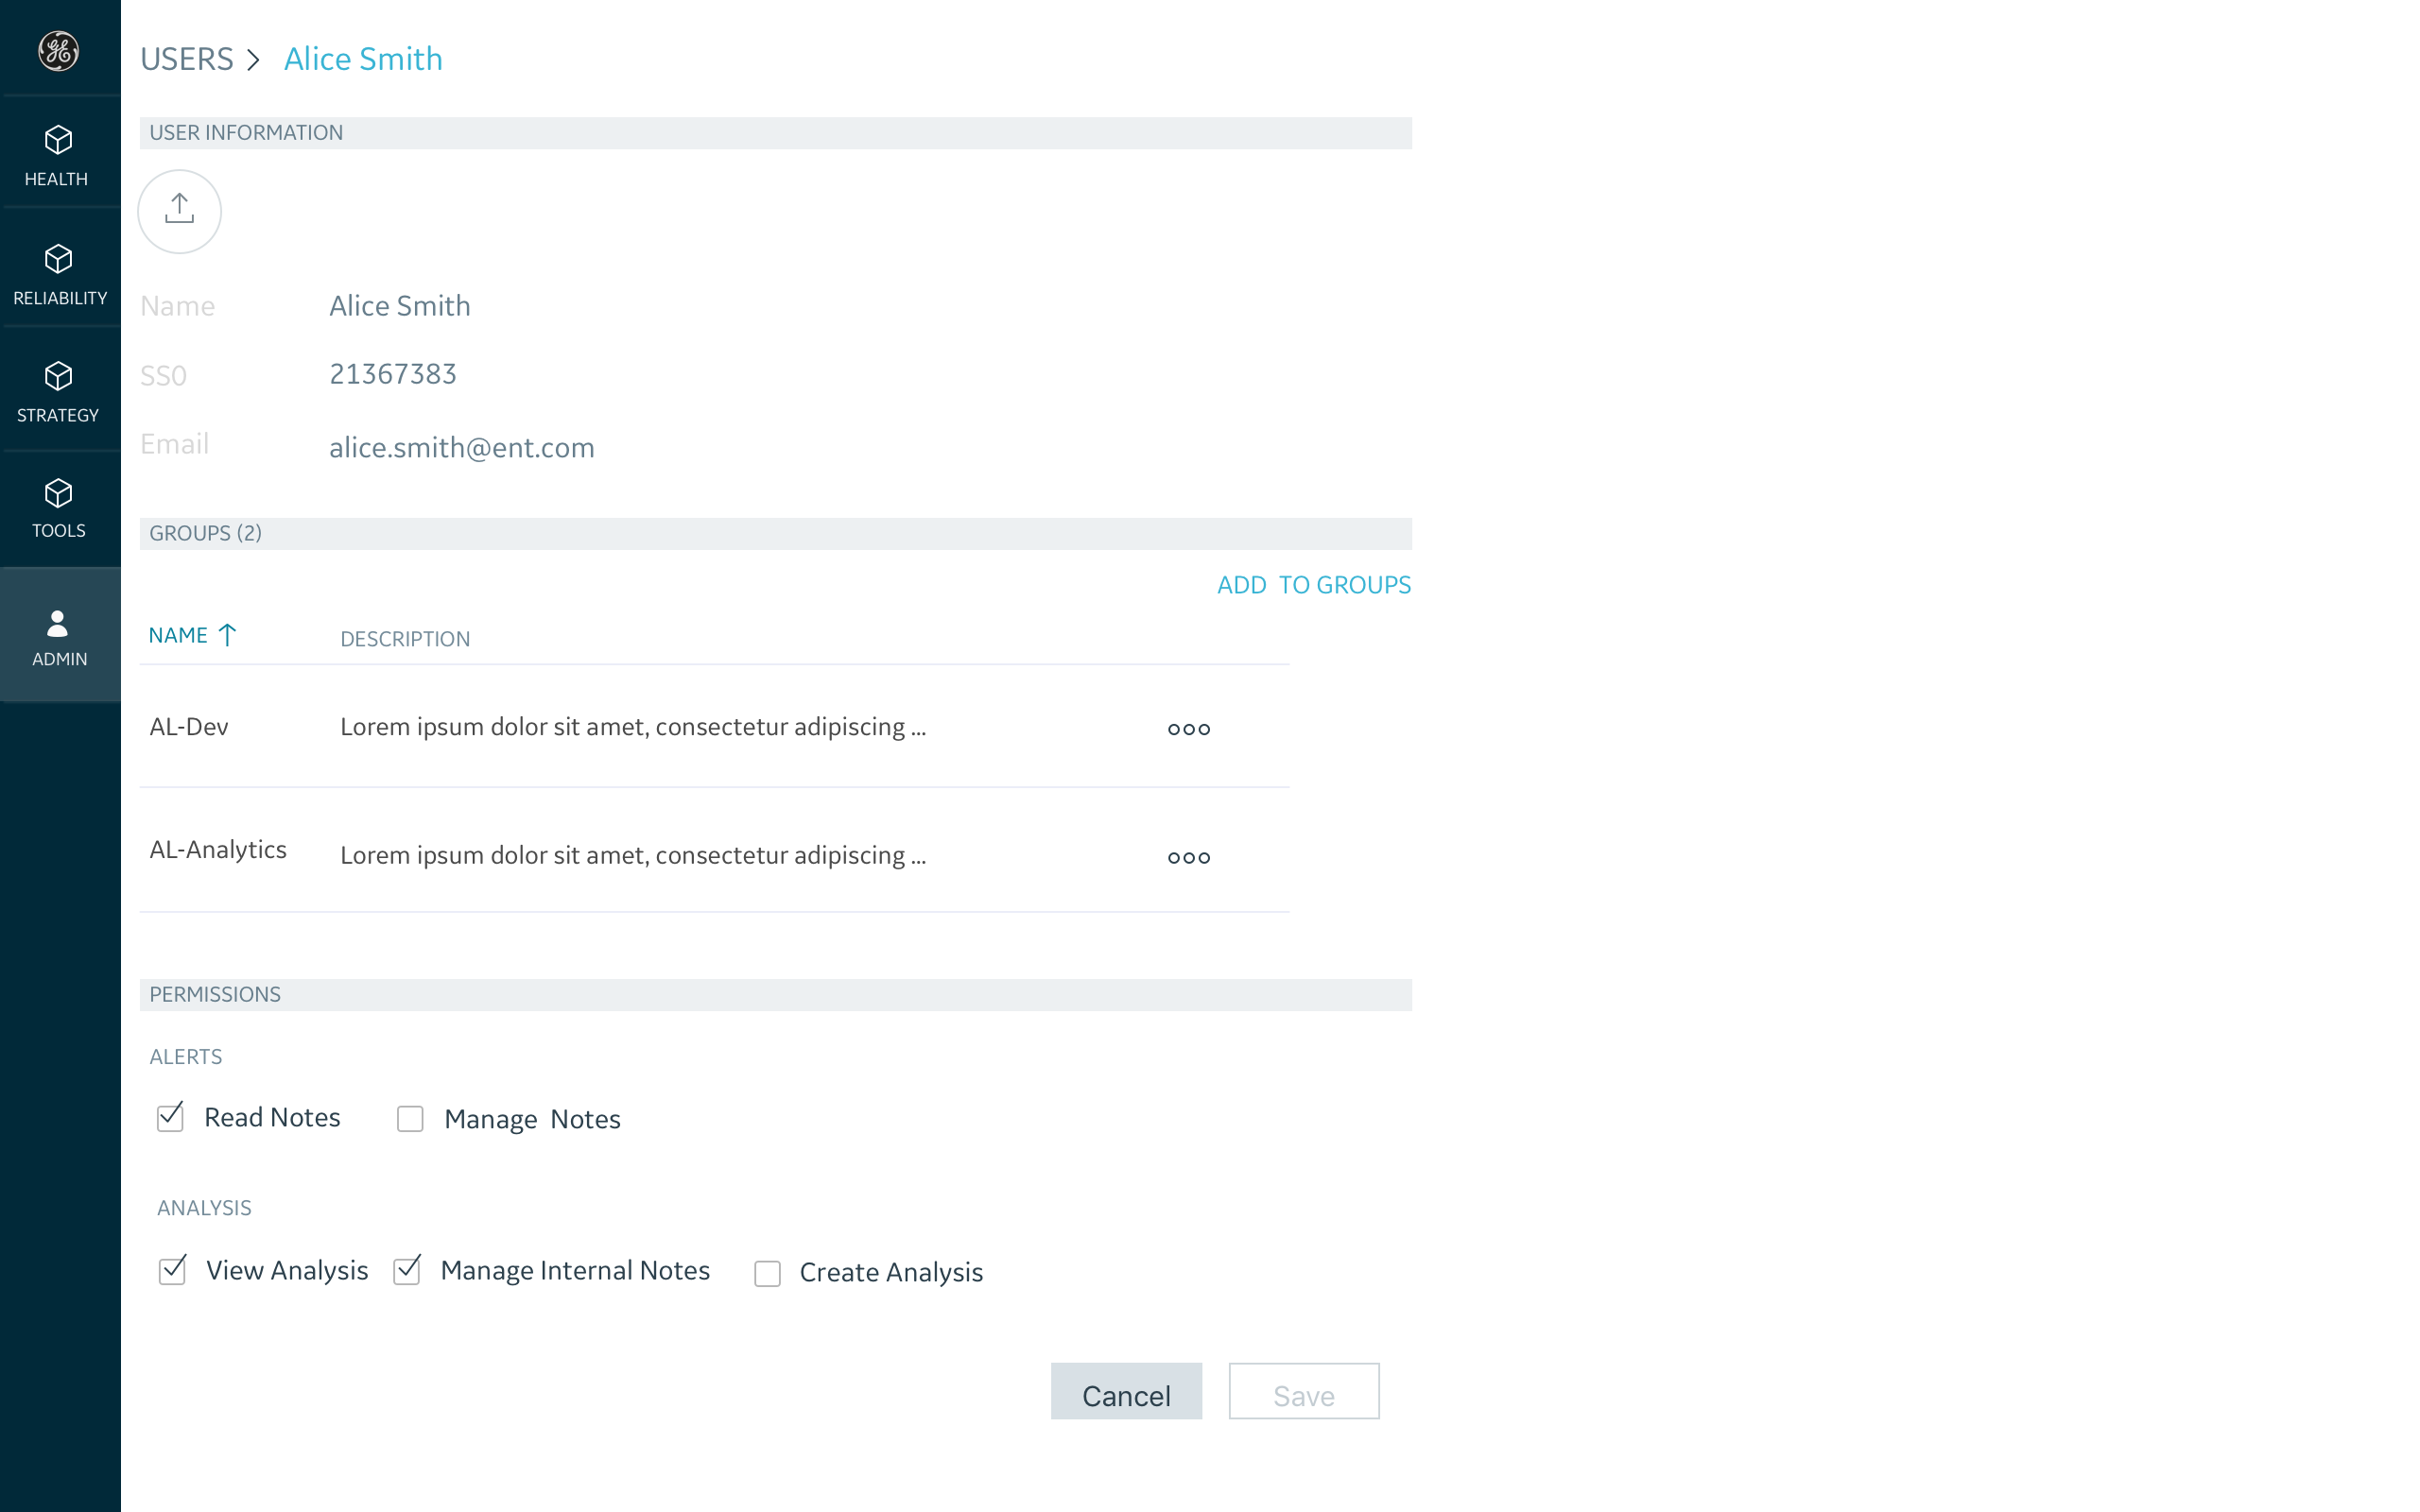 GE
USERS > Alice Smith
USER INFORMATION
HEALTH
RELIABILITY
STRATEGY
TOOLS
ADMIN
Name Alice Smith
SS0 21367383
Email alice.smith@ent.com
GROUPS (2)
ADD TO GROUPS
NAME ↑ DESCRIPTION
AL-Dev Lorem ipsum dolor sit amet, consectetur adipiscing ...
AL-Analytics Lorem ipsum dolor sit amet, consectetur adipiscing ...
PERMISSIONS
ALERTS
Read Notes Manage Notes
ANALYSIS
View Analysis Manage Internal Notes Create Analysis
Cancel Save